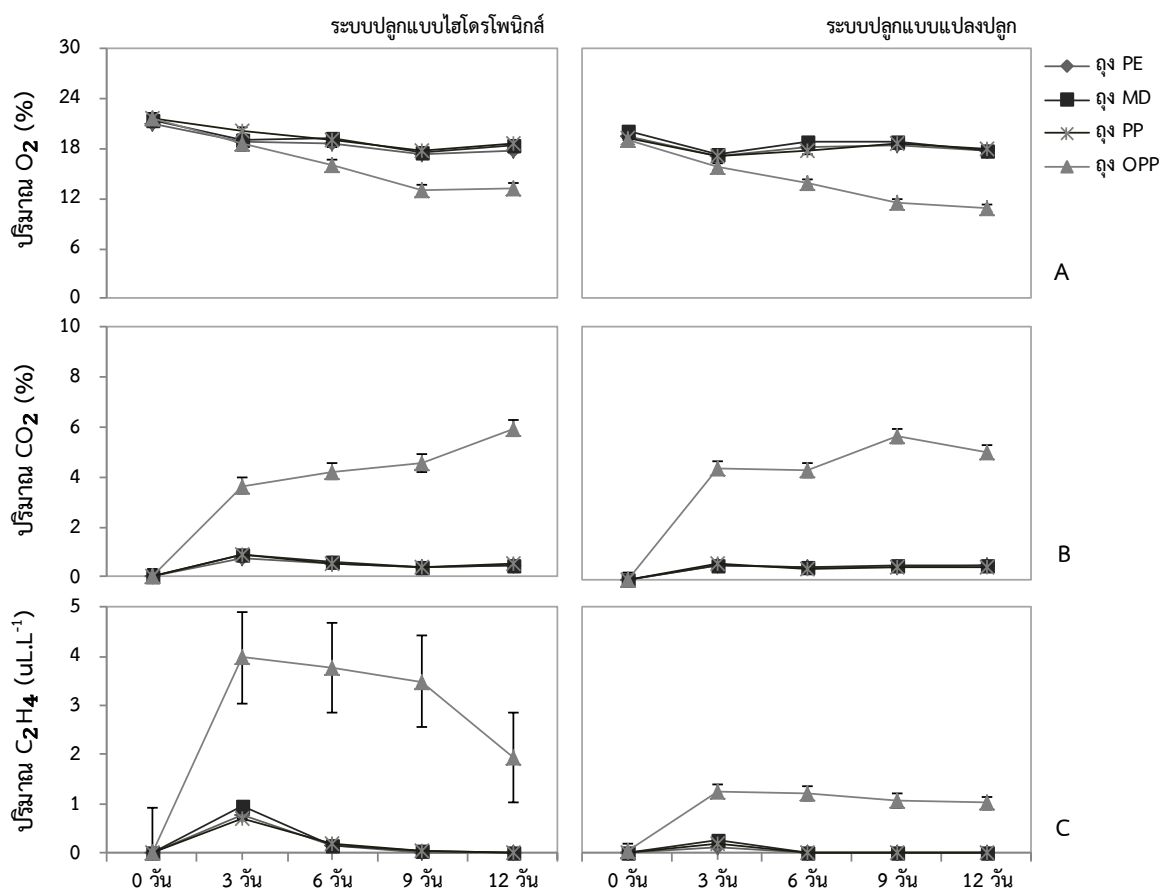 ระบบปลูกแบบไฮโดรโพนิกส์
ระบบปลูกแบบแปลงปลูก
ปริมาณ O2 (%)
30
24
18
12
6
0
ถุง PE
ถุง MD
ถุง PP
ถุง OPP
A
ปริมาณ CO2 (%)
10
8
6
4
2
0
B
ปริมาณ C2H4 (uL.L-1)
5
4
3
2
1
0
C
0 วัน 3 วัน 6 วัน 9 วัน 12 วัน
0 วัน 3 วัน 6 วัน 9 วัน 12 วัน